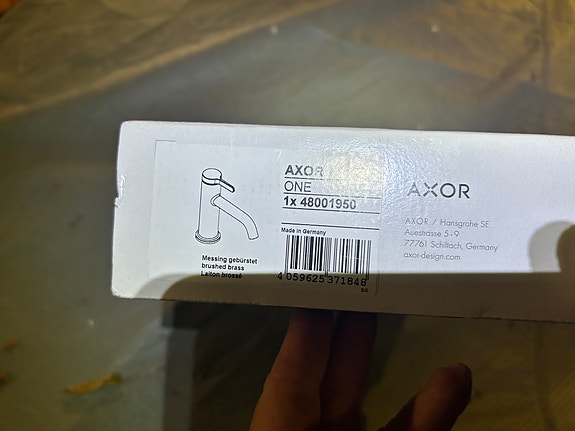 AXOR
ONE
1x 48001950
Made in Germany
4 059625 371848
Messing gebürstet
brushed brass
Laiton brossé
AXOR
AXOR / Hansgrohe SE
Auestrasse 5-9
77761 Schiltach, Germany
axor-design.com